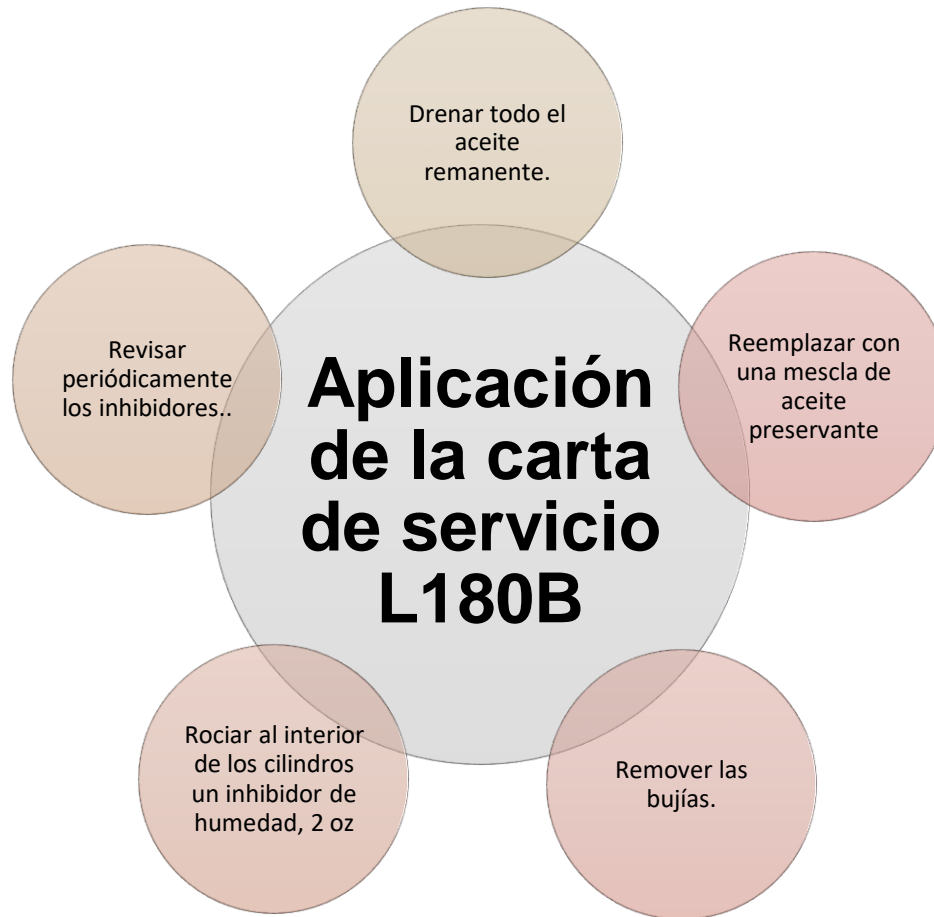 Drenar todo el
aceite
remanente.
Reemplazar con
una mescla de
aceite
preservante
Remover las
bujías.
Rociar al interior
de los cilindros
un inhibidor de
humedad, 2 oz
Revisar
periódicamente
los inhibidores..
Aplicación
de la carta
de servicio
L180B